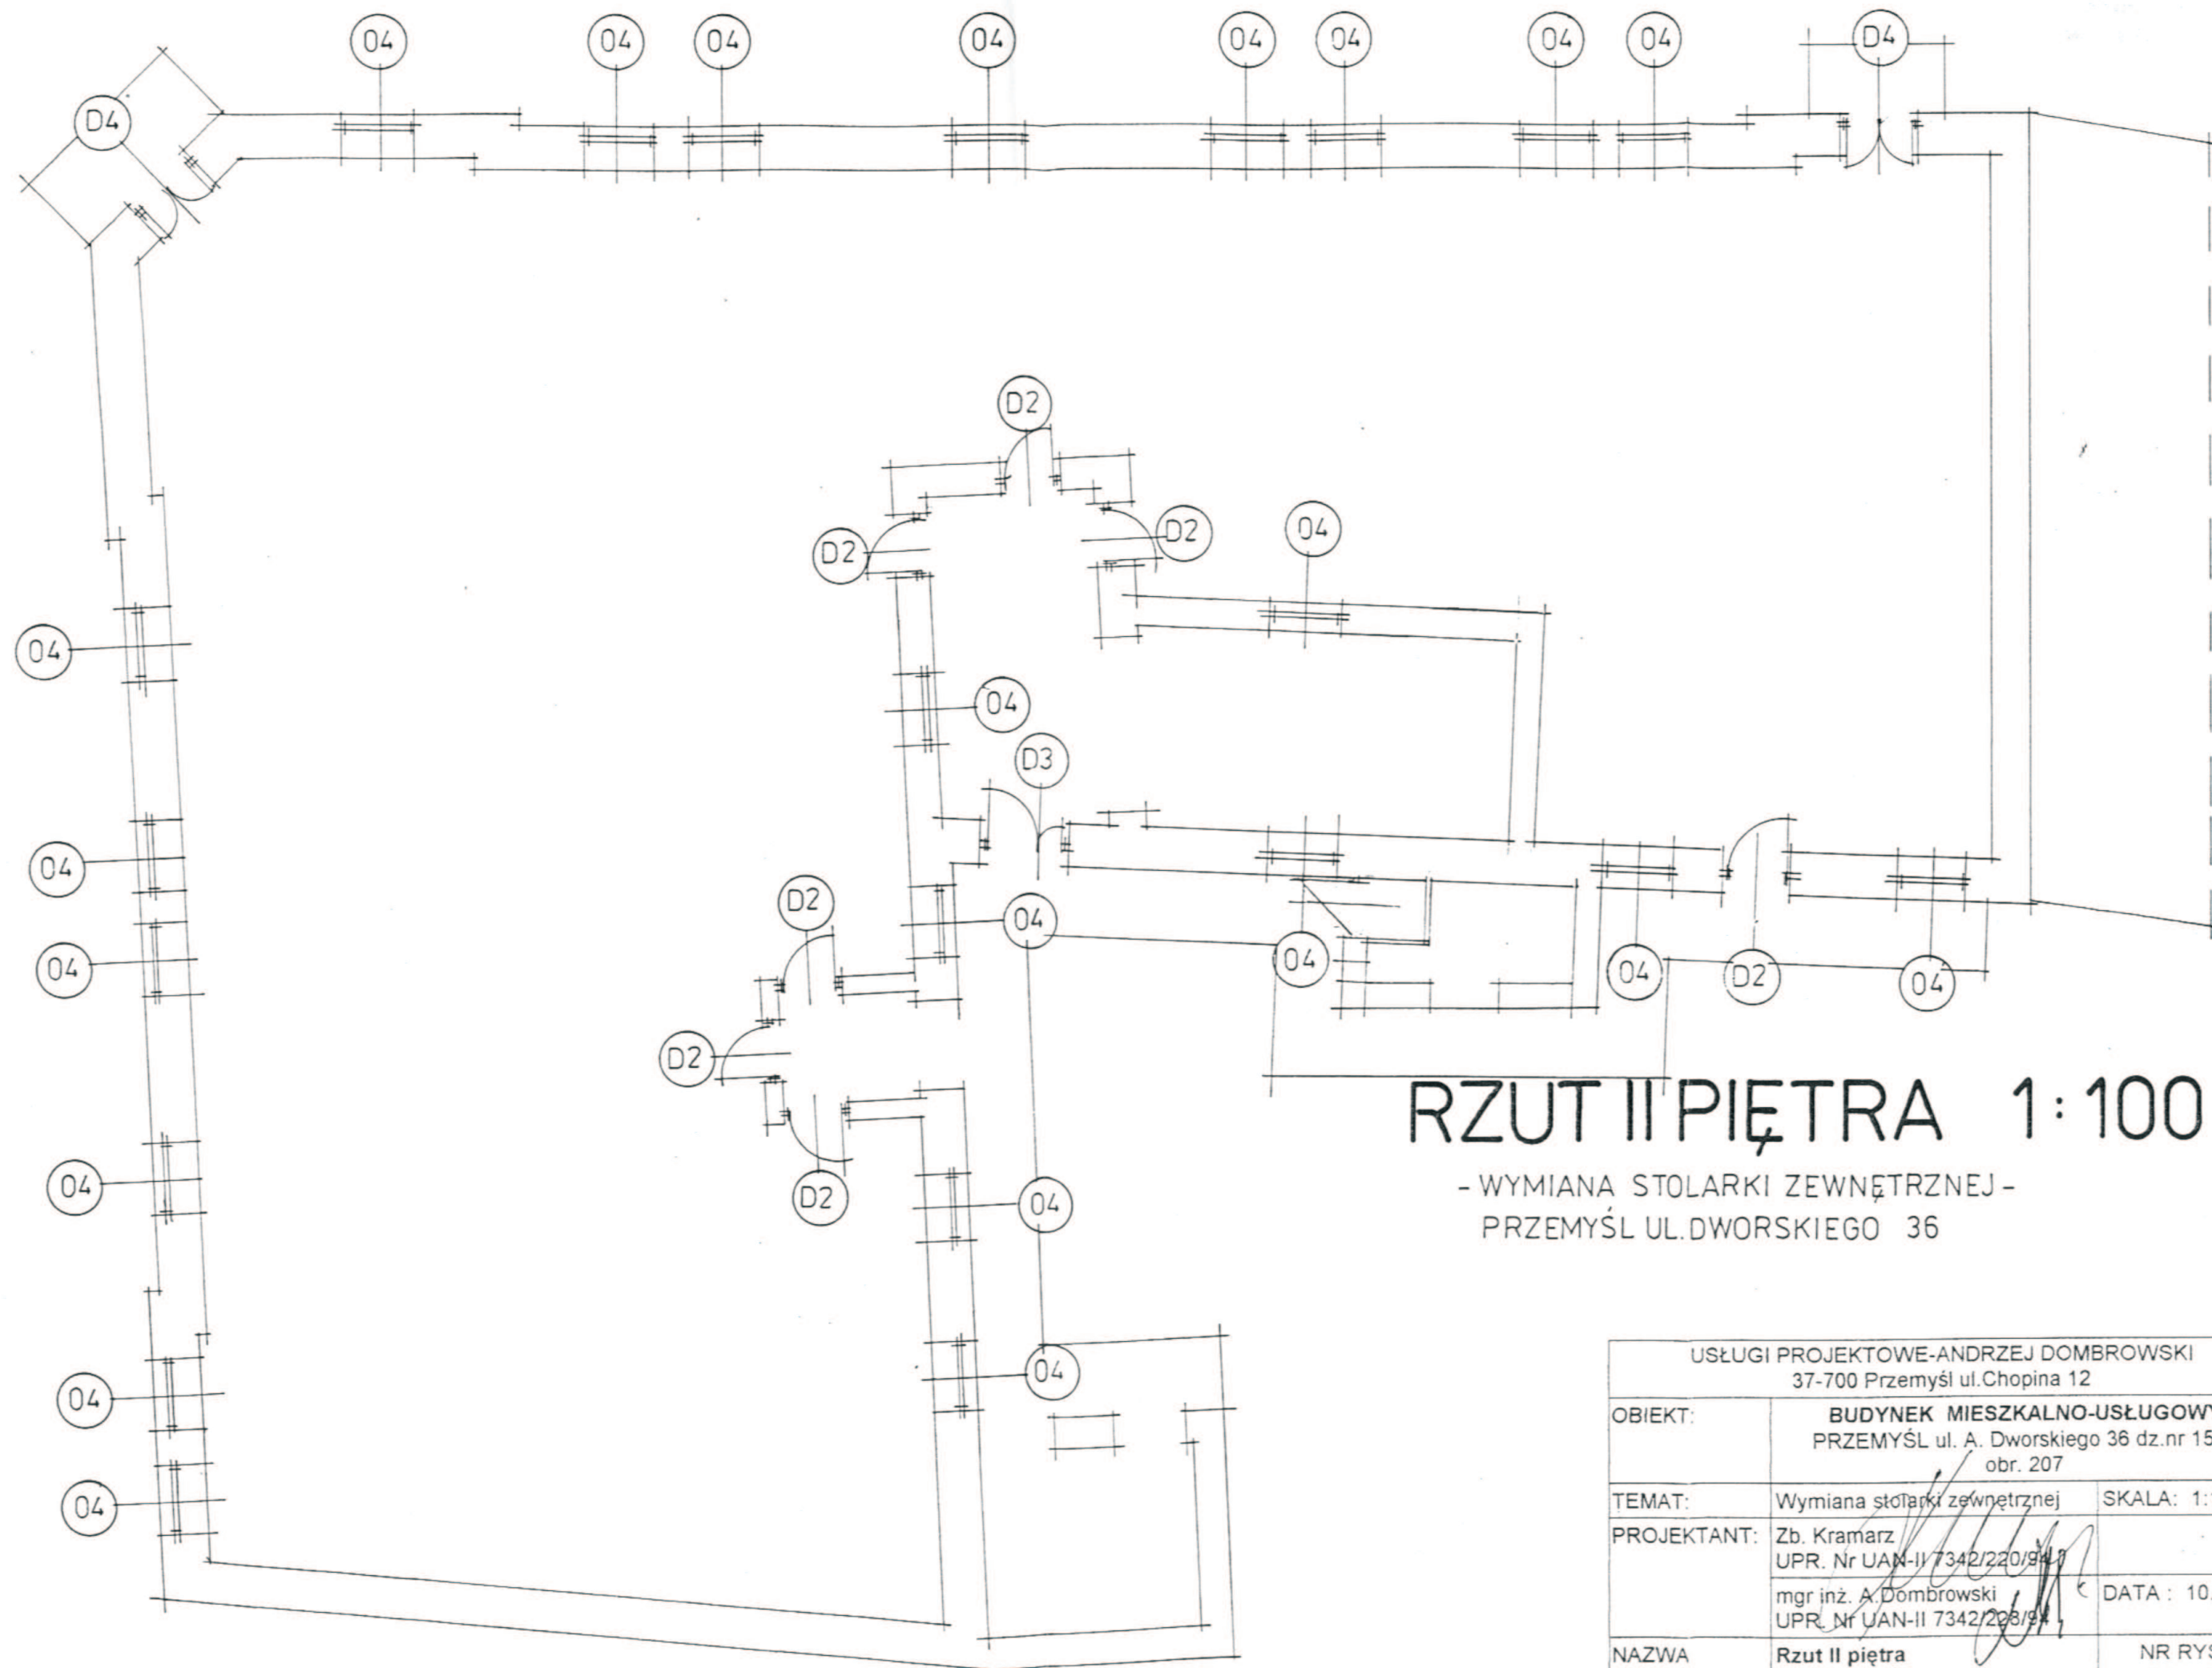 04 04 04 04 04 04 04 04 D4
D4
D2
D2 D2 04
04
04
D3
04
D2
04
04 04 04 D2 04
D2
RZUT II PIĘTRA 1:100
04
D2 04
- WYMIANA STOLARKI ZEWNĘTRZNEJ -
PRZEMYŚL UL. DWORSKIEGO 36
04
04
04
USŁUGI PROJEKTOWE-ANDRZEJ DOMBROWSKI
37-700 Przemyśl ul.Chopina 12
OBIEKT: BUDYNEK MIESZKALNO-USŁUGOWY
PRZEMYŚL ul. A. Dworskiego 36 dz.nr 15
obr. 207
TEMAT: Wymiana stolarki zewnętrznej SKALA: 1:
PROJEKTANT: Zb. Kramarz
UPR. Nr UAN-II 7342/220/94
mgr inż. A.Dombrowski DATA : 10.
UPR. Nr UAN-II 7342/228/94
NAZWA Rzut II piętra NR RYS